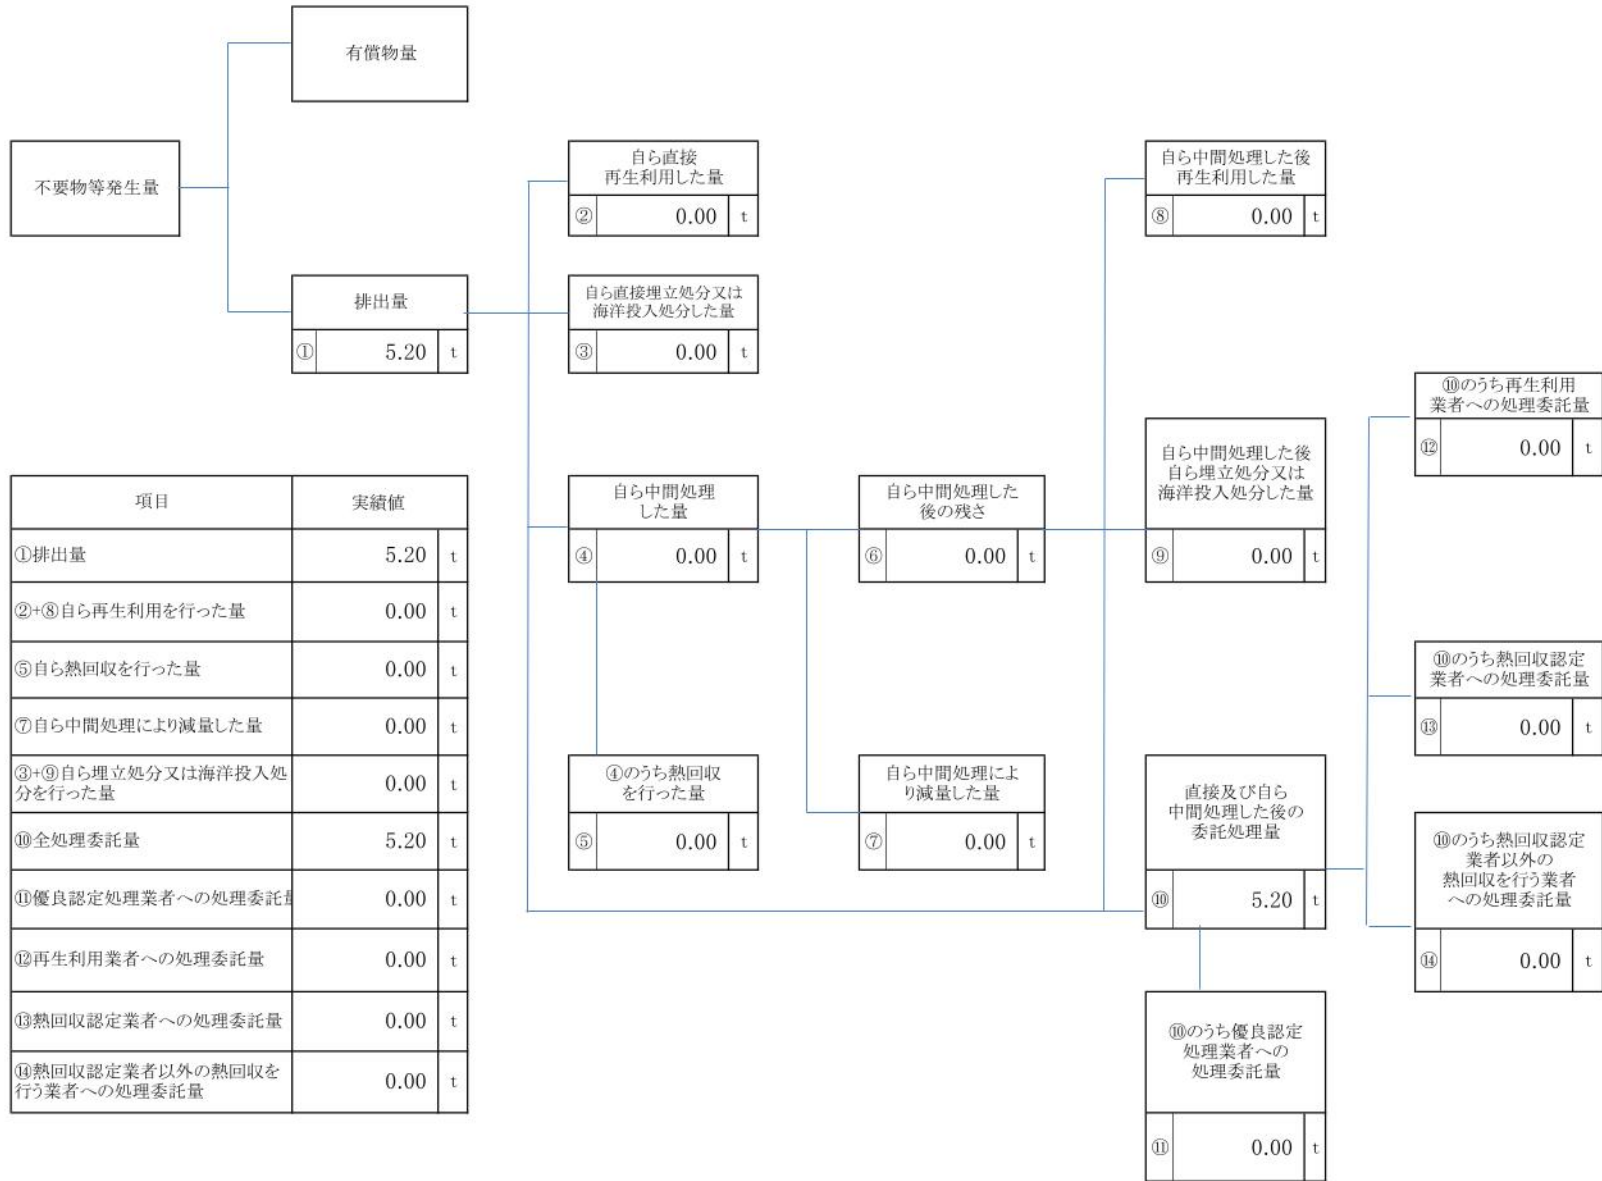 有償物量
不要物等発生量
自ら直接
再生利用した量
② 0.00 t
自ら中間処理した後
再生利用した量
⑧ 0.00 t
排出量
① 5.20 t
自ら直接埋立処分又は
海洋投入処分した量
③ 0.00 t
⑩のうち再生利用
業者への処理委託量
⑫ 0.00 t
自ら中間処理した後
自ら埋立処分又は
海洋投入処分した量
⑨ 0.00 t
自ら中間処理
した量
④ 0.00 t
自ら中間処理した
後の残さ
⑥ 0.00 t
⑩のうち熱回収認定
業者への処理委託量
⑬ 0.00 t
④のうち熱回収
を行った量
⑤ 0.00 t
自ら中間処理によ
り減量した量
⑦ 0.00 t
直接及び自ら
中間処理した後の
委託処理量
⑩ 5.20 t
⑩のうち熱回収認定
業者以外の
熱回収を行う業者
への処理委託量
⑭ 0.00 t
⑩のうち優良認定
処理業者への
処理委託量
⑪ 0.00 t
項目 実績値
①排出量 5.20 t
②+⑧自ら再生利用を行った量 0.00 t
⑤自ら熱回収を行った量 0.00 t
⑦自ら中間処理により減量した量 0.00 t
③+⑨自ら埋立処分又は海洋投入処
分を行った量 0.00 t
⑩全処理委託量 5.20 t
⑪優良認定処理業者への処理委託 0.00 t
⑫再生利用業者への処理委託量 0.00 t
⑬熱回収認定業者への処理委託量 0.00 t
⑭熱回収認定業者以外の熱回収を
行う業者への処理委託量 0.00 t